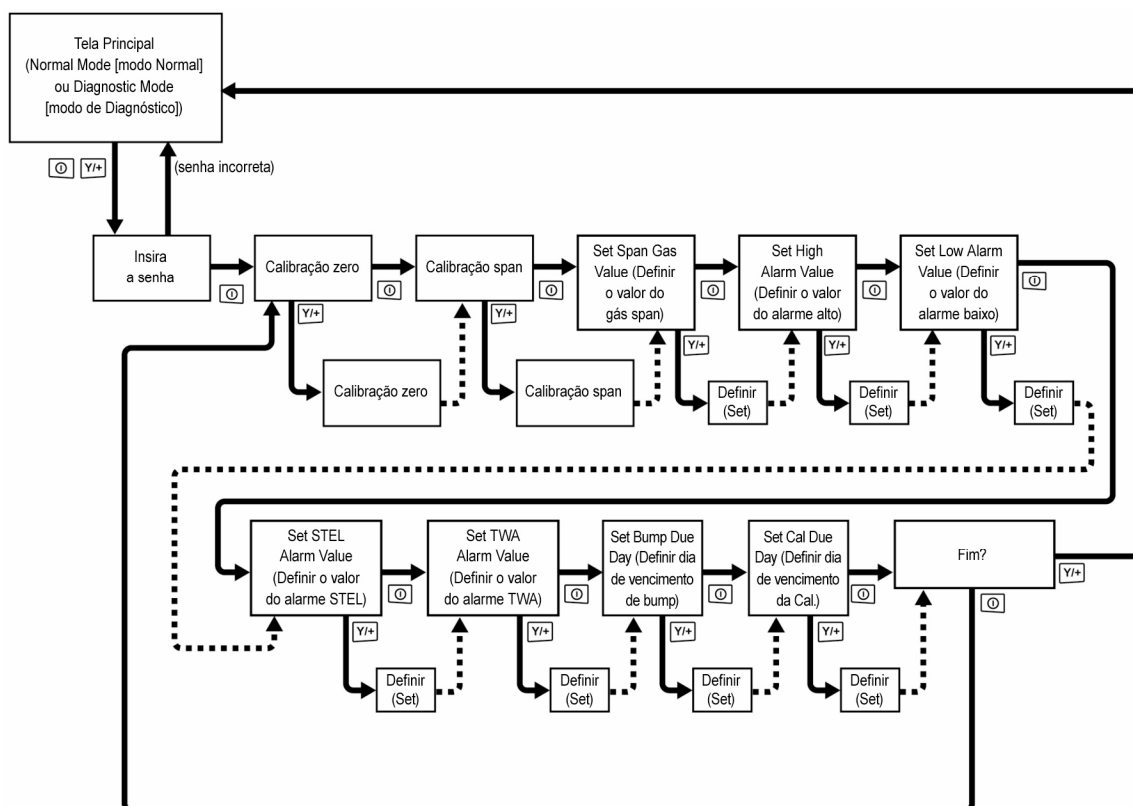 Tela Principal
(Normal Mode [modo Normal]
ou Diagnostic Mode
[modo de Diagnóstico])
Y/+
(senha incorreta)
Insira
a senha
Calibração zero
Calibração span
Set Span Gas
Value (Definir
o valor do
gás span)
Set High
Alarm Value
(Definir o valor
do alarme alto)
Set Low Alarm
Value (Definir
o valor do
alarme baixo)
Y/+
Y/+
Y/+
Y/+
Y/+
Calibração zero
Calibração span
Definir
(Set)
Definir
(Set)
Definir
(Set)
Set STEL
Alarm Value
(Definir o valor
do alarme STEL)
Set TWA
Alarm Value
(Definir o valor
do alarme TWA)
Set Bump Due
Day (Definir dia
de vencimento
de bump)
Set Cal Due
Day (Definir dia
de vencimento
da Cal.)
Fim?
Y/+
Y/+
Y/+
Y/+
Y/+
Definir
(Set)
Definir
(Set)
Definir
(Set)
Definir
(Set)